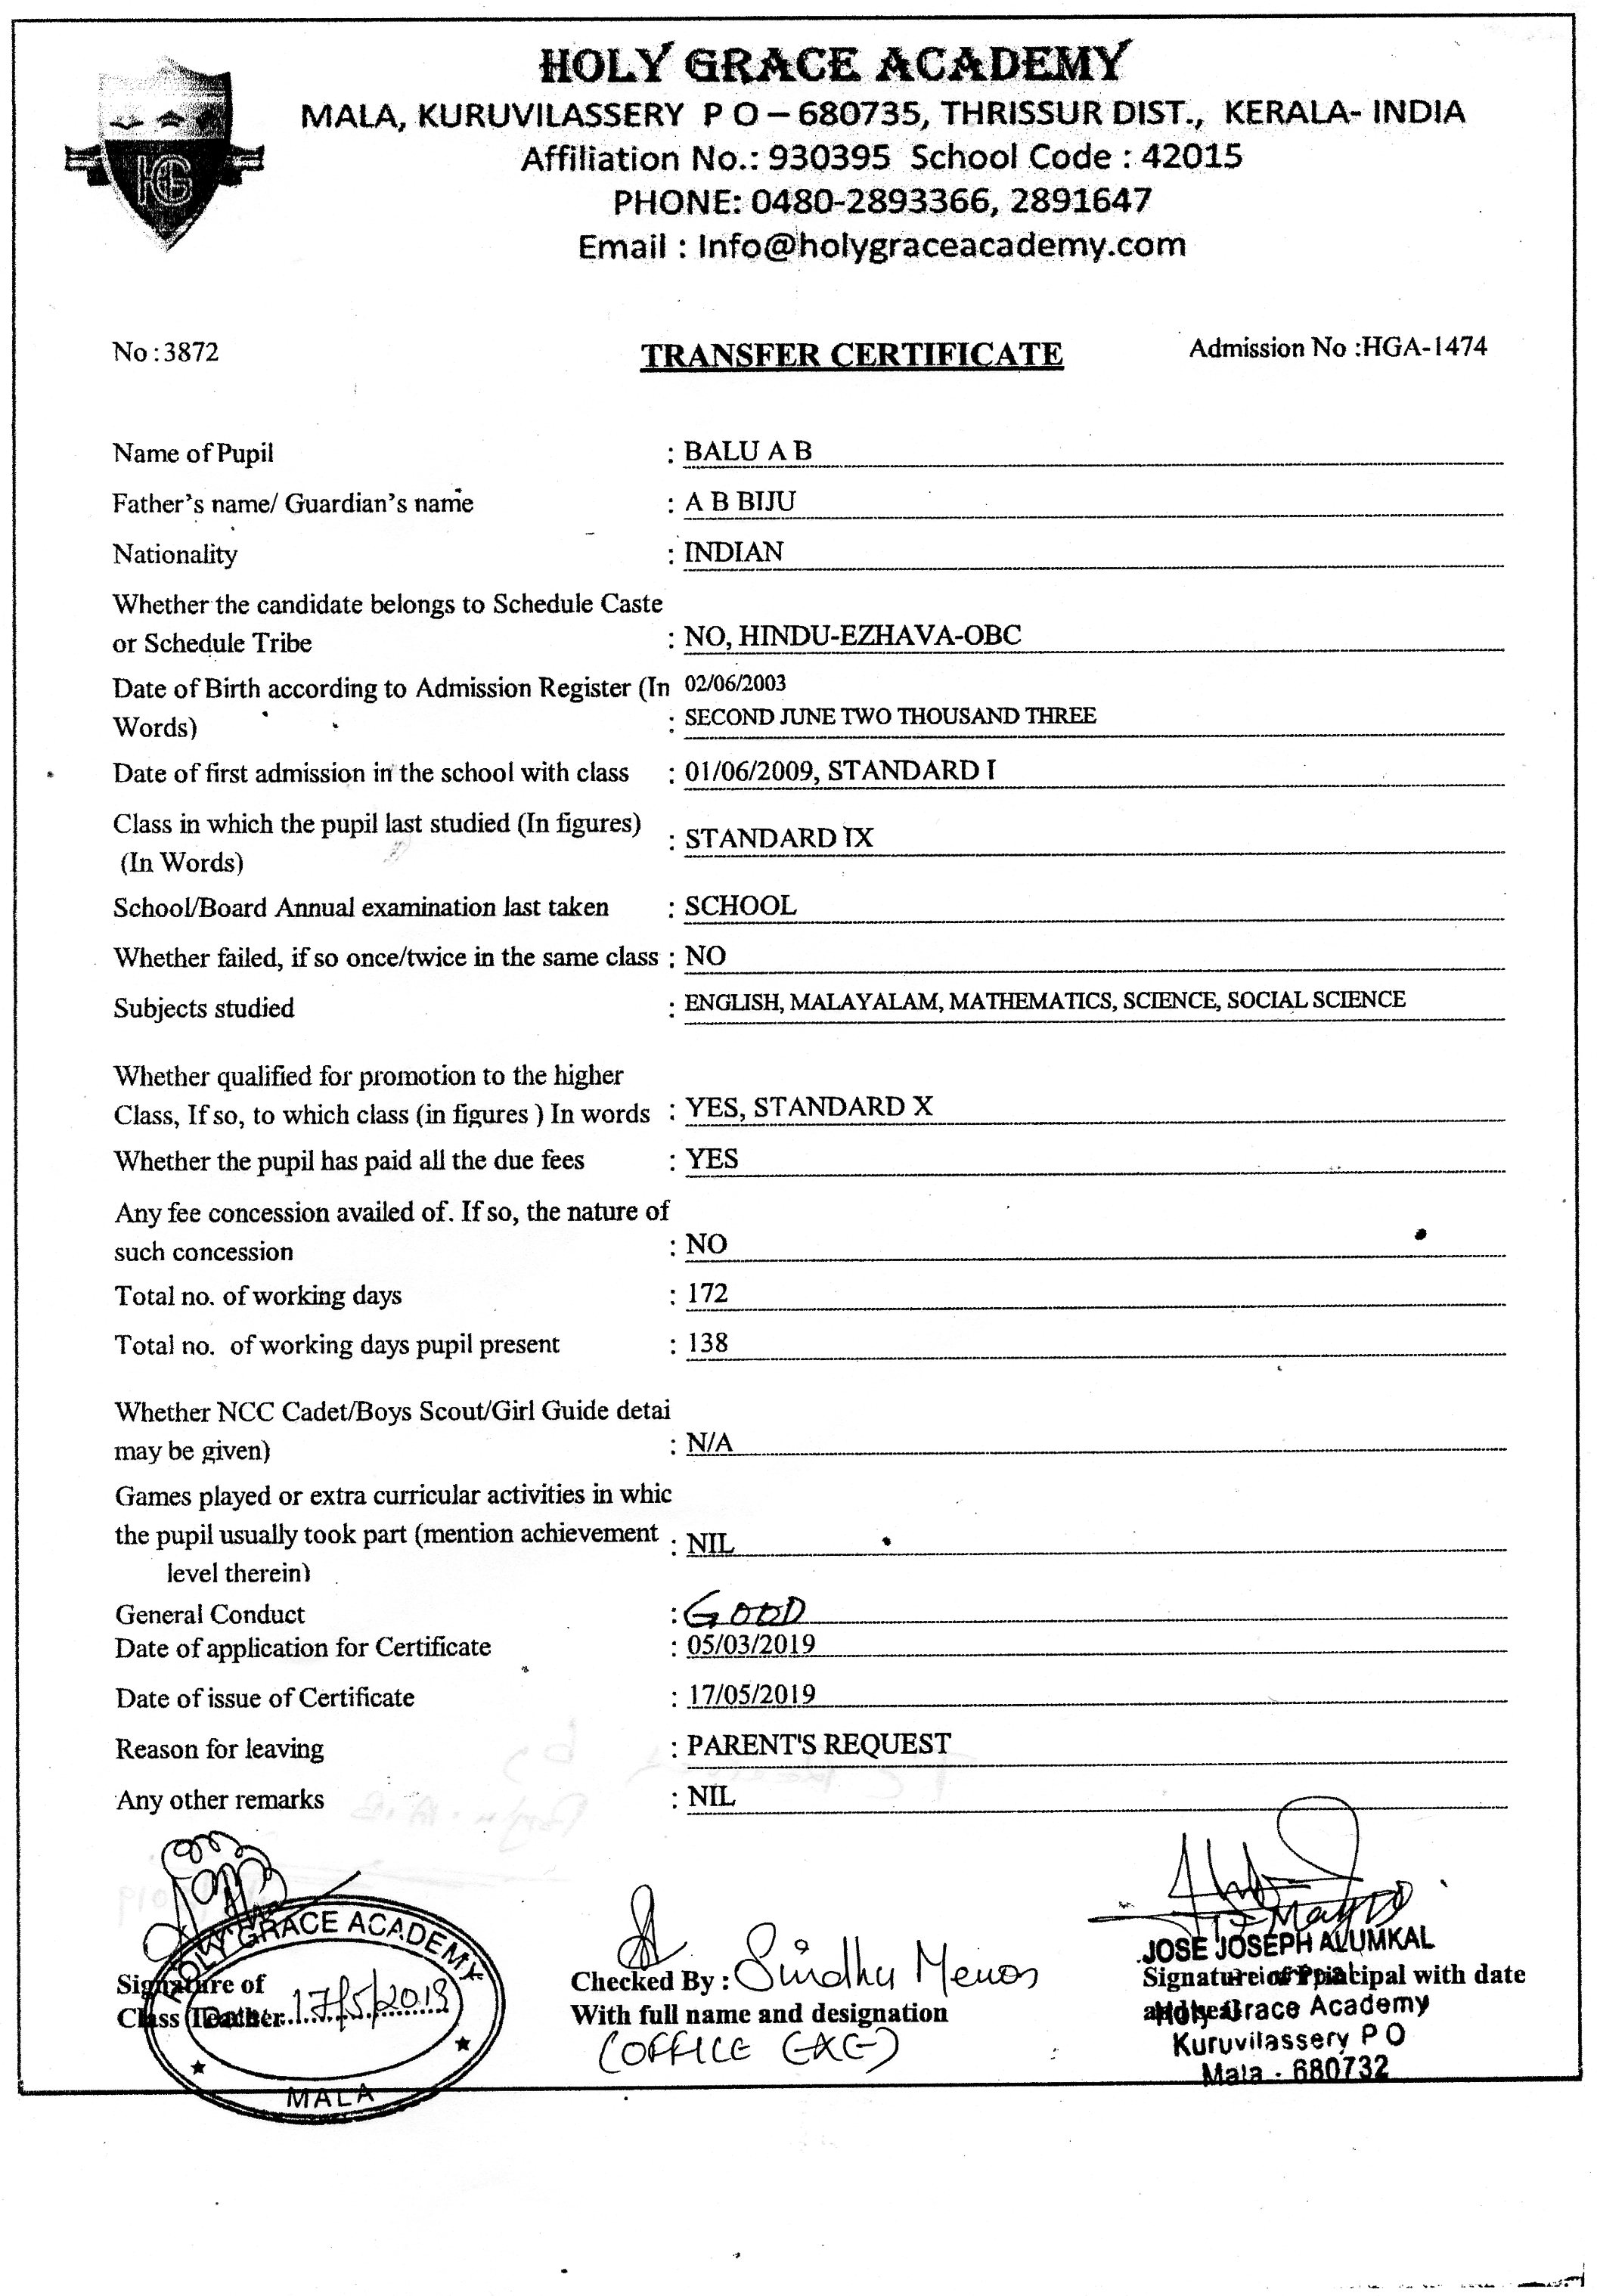 HOLY GRACE ACADEMY
MALA, KURUVILASSERY P O – 680735, THRISSUR DIST., KERALA- INDIA
Affiliation No.: 930395 School Code : 42015
PHONE: 0480-2893366, 2891647
Email : Info@holygraceacademy.com
HG
No : 3872 TRANSFER CERTIFICATE Admission No :HGA-1474
Name of Pupil : BALU A B
Father's name/ Guardian's name : A B BIJU
Nationality : INDIAN
Whether the candidate belongs to Schedule Caste
or Schedule Tribe : NO, HINDU-EZHAVA-OBC
Date of Birth according to Admission Register (In 02/06/2003
Words) : SECOND JUNE TWO THOUSAND THREE
Date of first admission in the school with class : 01/06/2009, STANDARD I
Class in which the pupil last studied (In figures) : STANDARD IX
(In Words)
School/Board Annual examination last taken : SCHOOL
Whether failed, if so once/twice in the same class : NO
Subjects studied : ENGLISH, MALAYALAM, MATHEMATICS, SCIENCE, SOCIAL SCIENCE
Whether qualified for promotion to the higher
Class, If so, to which class (in figures ) In words : YES, STANDARD X
Whether the pupil has paid all the due fees : YES
Any fee concession availed of. If so, the nature of
such concession : NO
Total no. of working days : 172
Total no. of working days pupil present : 138
Whether NCC Cadet/Boys Scout/Girl Guide detai
may be given) : N/A
Games played or extra curricular activities in whic
the pupil usually took part (mention achievement : NIL
level therein)
General Conduct : GOOD
Date of application for Certificate : 05/03/2019
Date of issue of Certificate : 17/05/2019
Reason for leaving : PARENT'S REQUEST
Any other remarks : NIL
HOLY GRACE ACADEMY
MALA
Signature of
Class Teacher
Date: 17/5/2019
Checked By : Sindhu Menon
With full name and designation
(OFFICE EXE)
JOSE JOSEPH ALUMKAL
Signature of Principal with date
and seal
Principal
Holy Grace Academy
Kuruvilassery P O
Mala - 680732